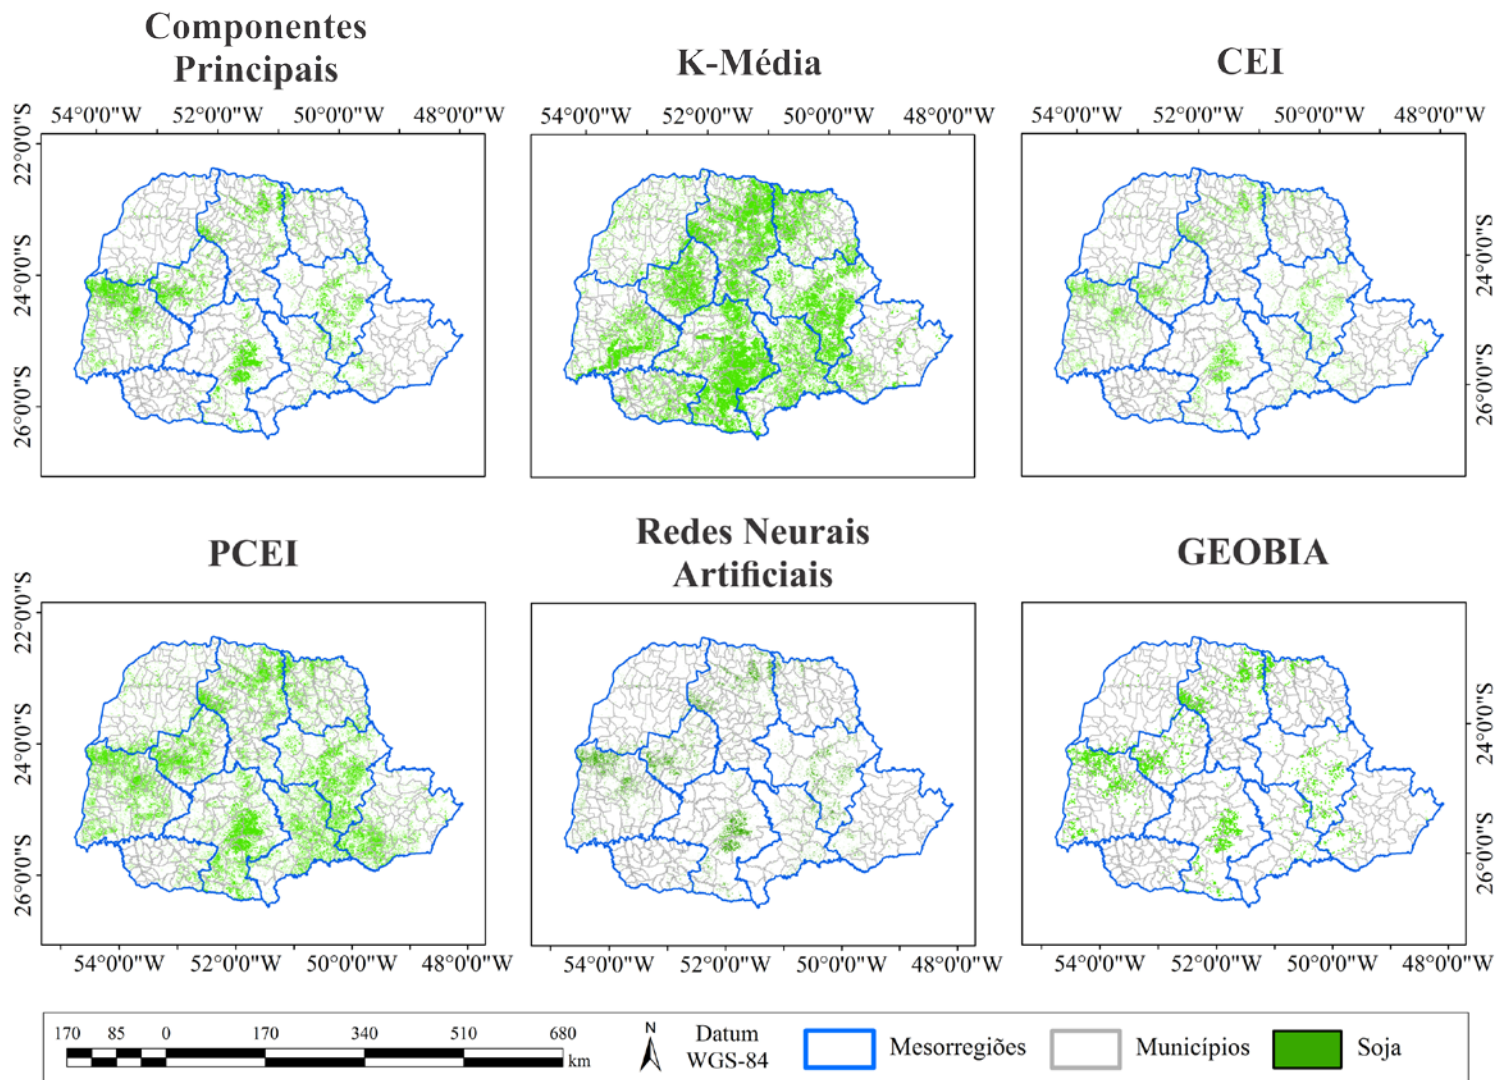 Componentes
Principais
K-Média
CEI
54°0'0"W 52°0'0"W 50°0'0"W 48°0'0"W
54°0'0"W 52°0'0"W 50°0'0"W 48°0'0"W
54°0'0"W 52°0'0"W 50°0'0"W 48°0'0"W
22°0'0"S
24°0'0"S
26°0'0"S
24°0'0"S
26°0'0"S
PCEI
Redes Neurais
Artificiais
GEOBIA
22°0'0"S
24°0'0"S
26°0'0"S
24°0'0"S
26°0'0"S
54°0'0"W 52°0'0"W 50°0'0"W 48°0'0"W
54°0'0"W 52°0'0"W 50°0'0"W 48°0'0"W
54°0'0"W 52°0'0"W 50°0'0"W 48°0'0"W
170 85 0 170 340 510 680
km
N
Datum
WGS-84
Mesorregiões
Municípios
Soja